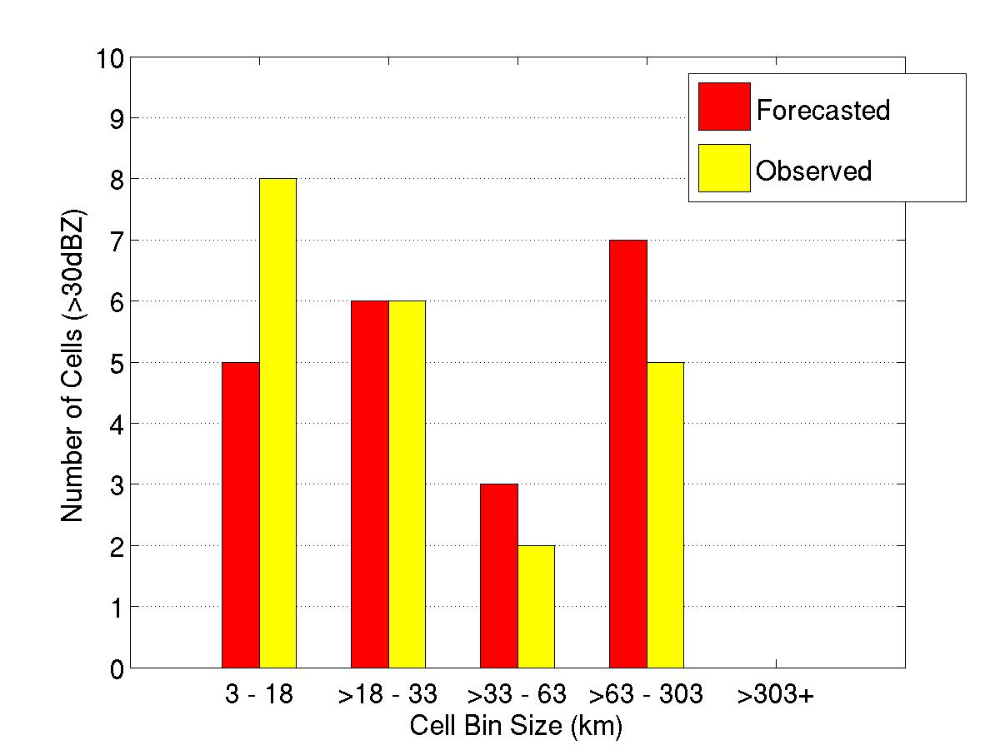 10
9
8
7
6
5
4
3
2
1
0
Number of Cells (>30dBZ)
Forecasted
Observed
3 - 18 >18 - 33 >33 - 63 >63 - 303 >303+
Cell Bin Size (km)